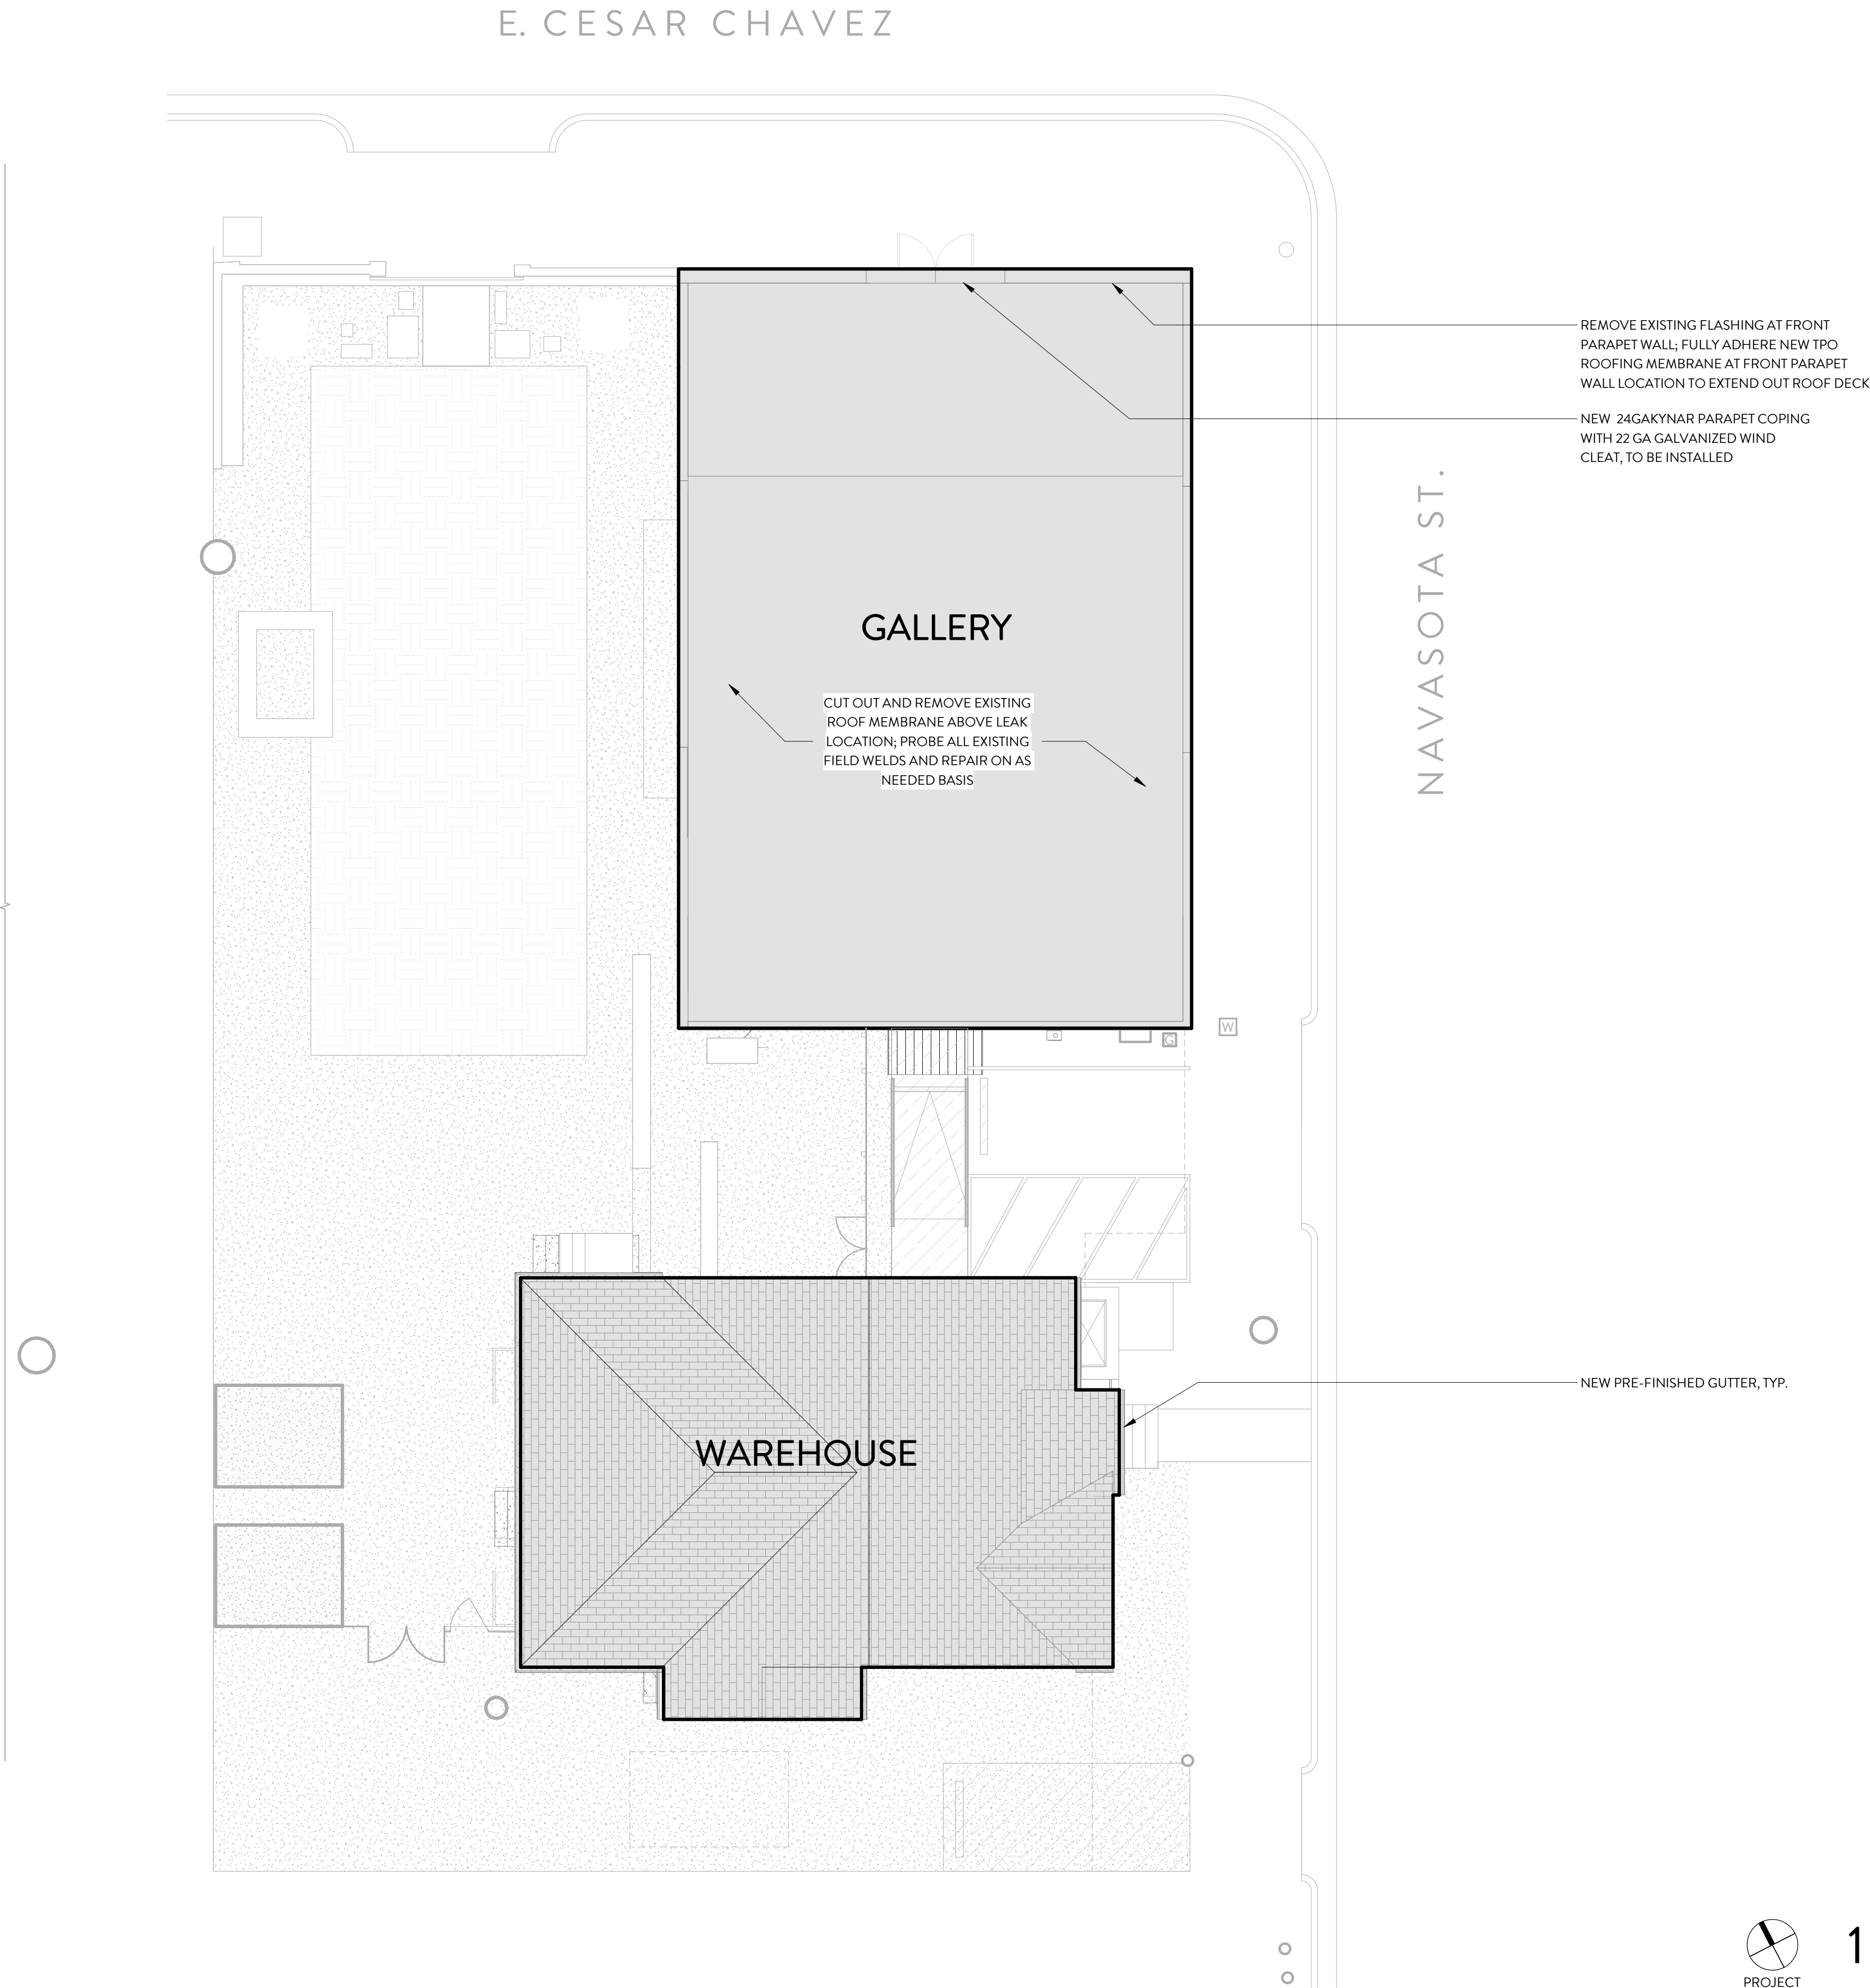 E. CESAR CHAVEZ
REMOVE EXISTING FLASHING AT FRONT
PARAPET WALL; FULLY ADHERE NEW TPO
ROOFING MEMBRANE AT FRONT PARAPET
WALL LOCATION TO EXTEND OUT ROOF DECK
NEW 24GAKYNAR PARAPET COPING
WITH 22 GA GALVANIZED WIND
CLEAT, TO BE INSTALLED
NAVASOTA ST.
GALLERY
CUT OUT AND REMOVE EXISTING
ROOF MEMBRANE ABOVE LEAK
LOCATION; PROBE ALL EXISTING
FIELD WELDS AND REPAIR ON AS
NEEDED BASIS
W
G
NEW PRE-FINISHED GUTTER, TYP.
WAREHOUSE
1
PROJECT